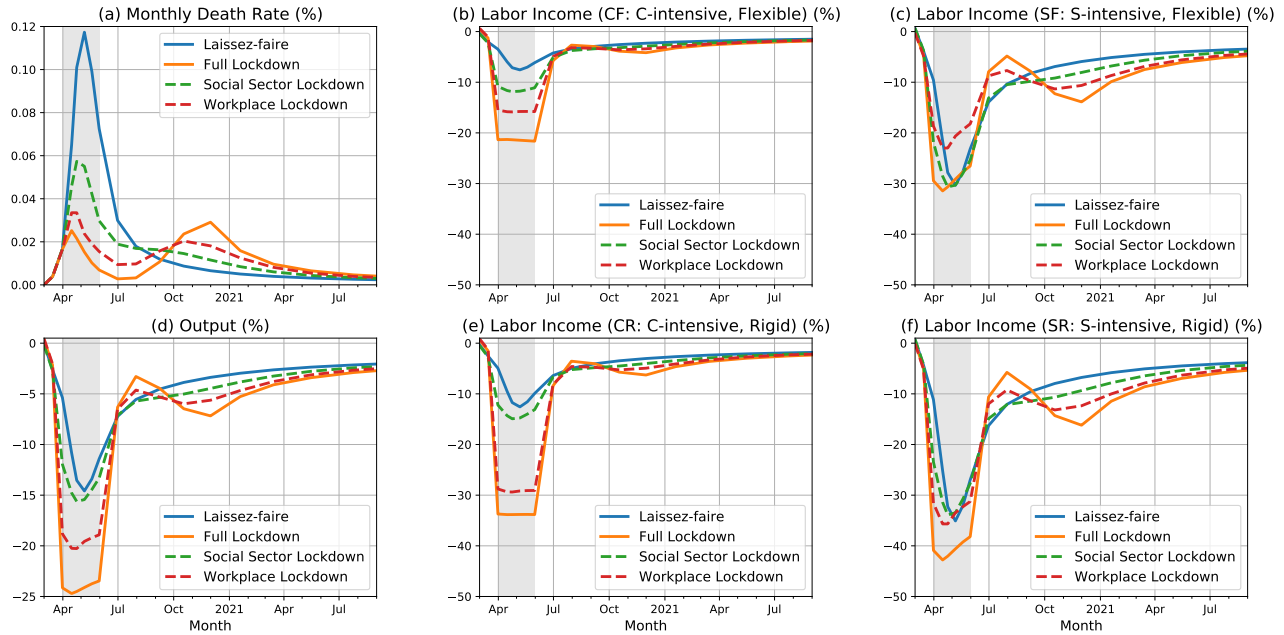 (a) Monthly Death Rate (%)
0.12
0.10
0.08
0.06
0.04
0.02
0.00
Apr Jul Oct 2021 Apr Jul
Laissez-faire
Full Lockdown
Social Sector Lockdown
Workplace Lockdown
(b) Labor Income (CF: C-intensive, Flexible) (%)
0
−10
−20
−30
−40
−50
Apr Jul Oct 2021 Apr Jul
Laissez-faire
Full Lockdown
Social Sector Lockdown
Workplace Lockdown
(c) Labor Income (SF: S-intensive, Flexible) (%)
0
−10
−20
−30
−40
−50
Apr Jul Oct 2021 Apr Jul
Laissez-faire
Full Lockdown
Social Sector Lockdown
Workplace Lockdown
(d) Output (%)
0
−5
−10
−15
−20
−25
Apr Jul Oct 2021 Apr Jul
Month
Laissez-faire
Full Lockdown
Social Sector Lockdown
Workplace Lockdown
(e) Labor Income (CR: C-intensive, Rigid) (%)
0
−10
−20
−30
−40
−50
Apr Jul Oct 2021 Apr Jul
Month
Laissez-faire
Full Lockdown
Social Sector Lockdown
Workplace Lockdown
(f) Labor Income (SR: S-intensive, Rigid) (%)
0
−10
−20
−30
−40
−50
Apr Jul Oct 2021 Apr Jul
Month
Laissez-faire
Full Lockdown
Social Sector Lockdown
Workplace Lockdown